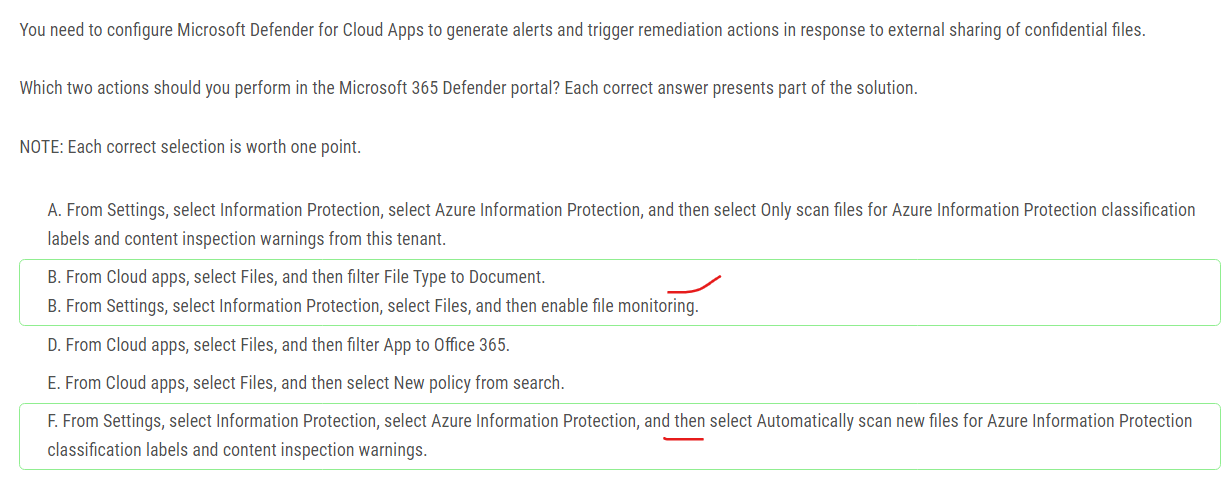 You need to configure Microsoft Defender for Cloud Apps to generate alerts and trigger remediation actions in response to external sharing of confidential files.
Which two actions should you perform in the Microsoft 365 Defender portal? Each correct answer presents part of the solution.
NOTE: Each correct selection is worth one point.
A. From Settings, select Information Protection, select Azure Information Protection, and then select Only scan files for Azure Information Protection classification
labels and content inspection warnings from this tenant.
B. From Cloud apps, select Files, and then filter File Type to Document.
B. From Settings, select Information Protection, select Files, and then enable file monitoring.
D. From Cloud apps, select Files, and then filter App to Office 365.
E. From Cloud apps, select Files, and then select New policy from search.
F. From Settings, select Information Protection, select Azure Information Protection, and then select Automatically scan new files for Azure Information Protection
classification labels and content inspection warnings.